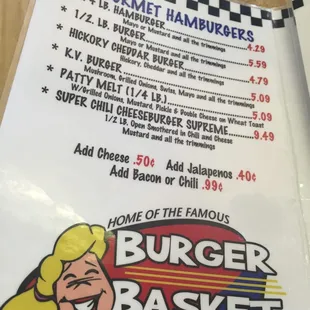 GOURMET HAMBURGERS
1/4 LB. HAMBURGER 4.29
Mayo or Mustard and all the trimmings
* 1/2. LB. BURGER 5.59
Mayo or Mustard and all the trimmings
* HICKORY CHEDDAR BURGER 4.79
Hickory, Cheddar and all the trimmings
* K.V. BURGER 5.09
Mushroom, Grilled Onions, Swiss, Mayo and all the trimmings
* PATTY MELT (1/4 LB.) 5.09
W/Grilled Onions, Mustard, Pickle & Double Cheese on Wheat Toast
* SUPER CHILI CHEESEBURGER SUPREME 9.49
1/2 LB. Open Smothered in Chili and Cheese
Mustard and all the trimmings
Add Cheese .50¢ Add Jalapenos .40¢
Add Bacon or Chili .99¢
HOME OF THE FAMOUS
BURGER
BASKET